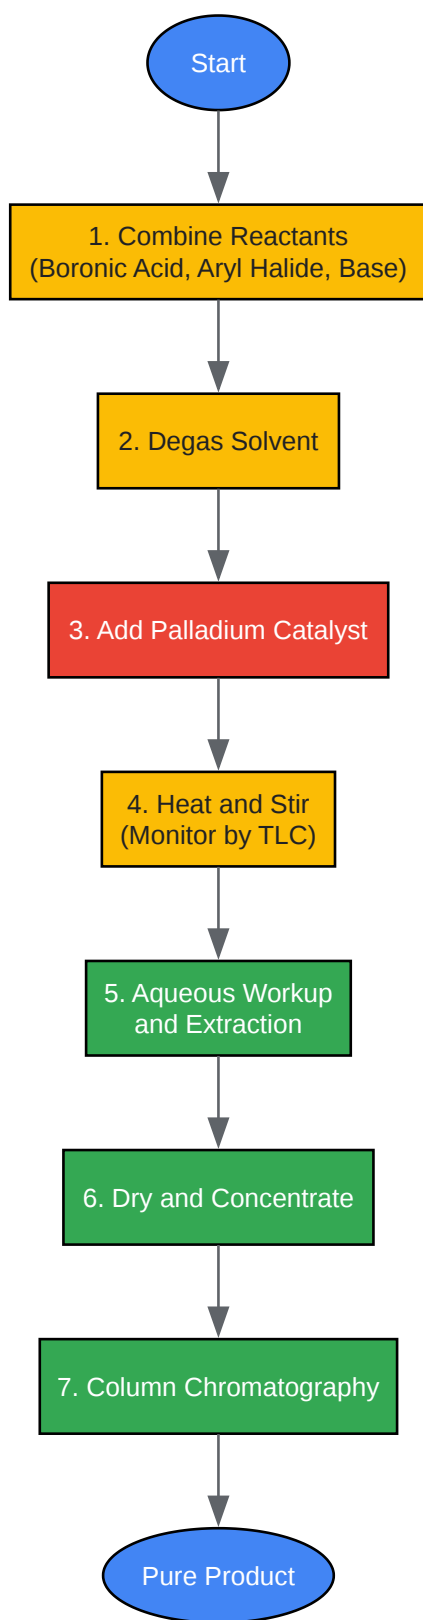 Start
1. Combine Reactants
(Boronic Acid, Aryl Halide, Base)
2. Degas Solvent
3. Add Palladium Catalyst
4. Heat and Stir
(Monitor by TLC)
5. Aqueous Workup
and Extraction
6. Dry and Concentrate
7. Column Chromatography
Pure Product